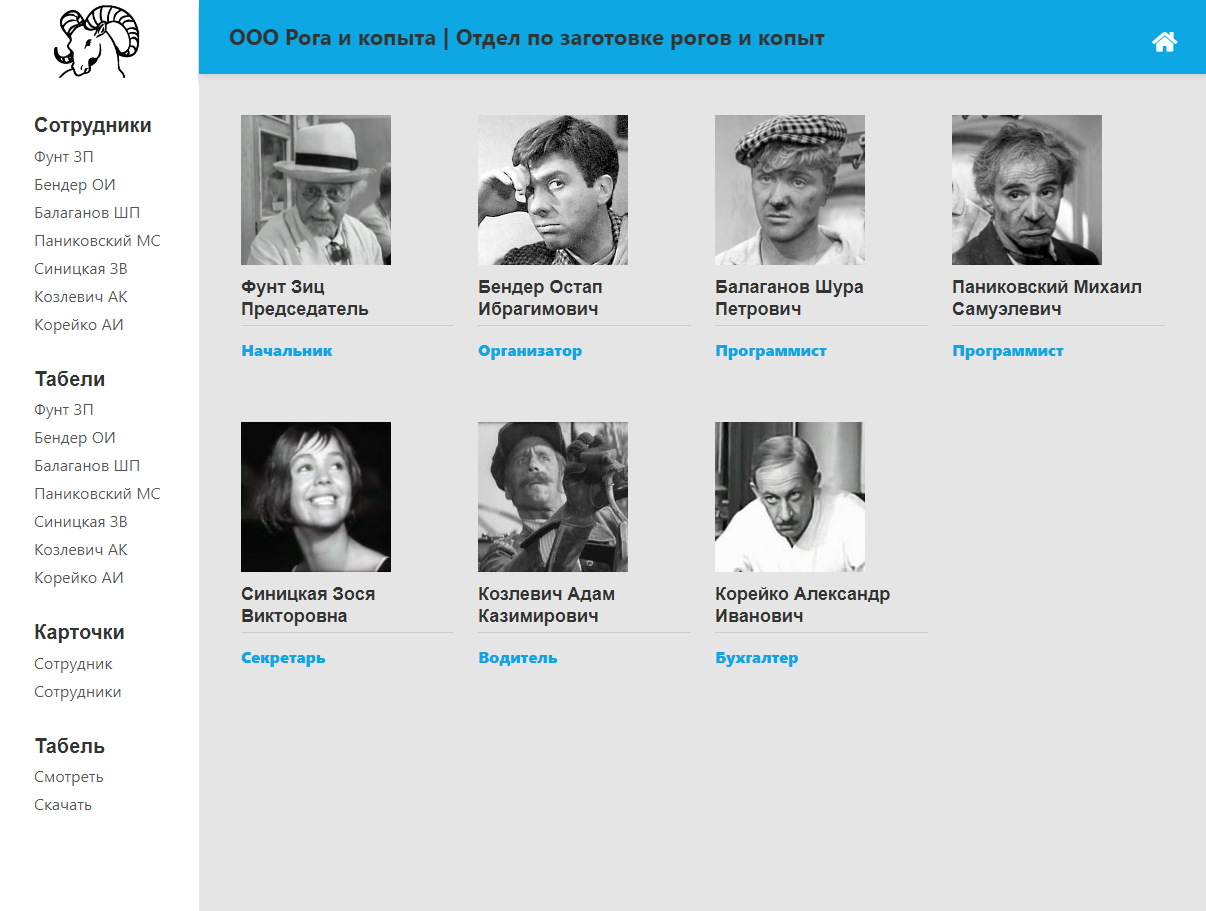 ООО Рога и копыта | Отдел по заготовке рогов и копыт
Сотрудники
Фунт ЗП
Бендер ОИ
Балаганов ШП
Паниковский МС
Синицкая ЗВ
Козлевич АК
Корейко АИ
Табели
Фунт ЗП
Бендер ОИ
Балаганов ШП
Паниковский МС
Синицкая ЗВ
Козлевич АК
Корейко АИ
Карточки
Сотрудник
Сотрудники
Табель
Смотреть
Скачать
Фунт Зиц
Председатель
Начальник
Бендер Остап
Ибрагимович
Организатор
Балаганов Шура
Петрович
Программист
Паниковский Михаил
Самуэлевич
Программист
Синицкая Зося
Викторовна
Секретарь
Козлевич Адам
Казимирович
Водитель
Корейко Александр
Иванович
Бухгалтер